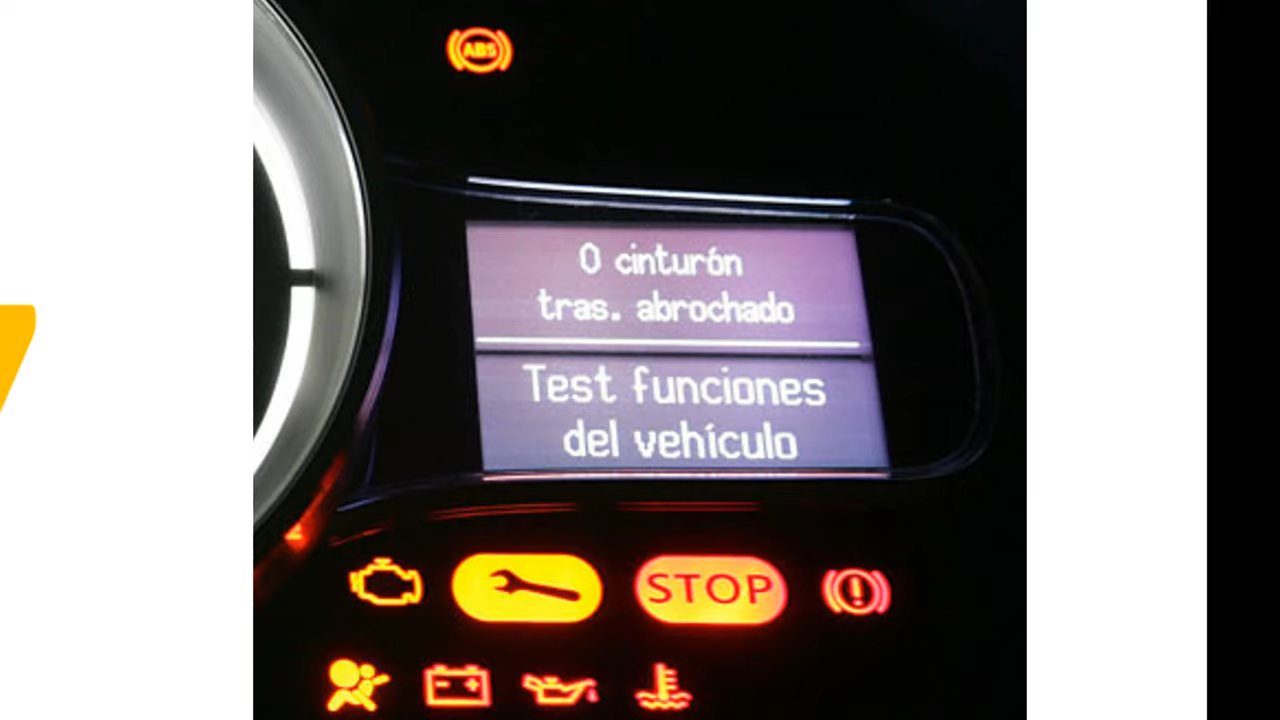 ABS
0 cinturón
tras. abrochado
Test funciones
del vehículo
STOP